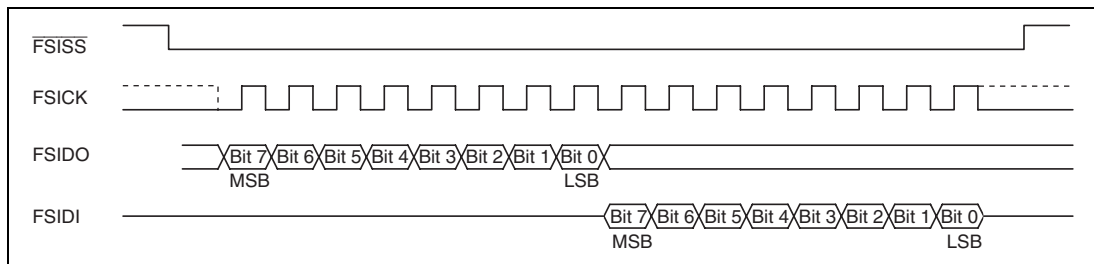 FSISS
FSICK
FSIDO
Bit 7 Bit 6 Bit 5 Bit 4 Bit 3 Bit 2 Bit 1 Bit 0
MSB LSB
FSIDI
Bit 7 Bit 6 Bit 5 Bit 4 Bit 3 Bit 2 Bit 1 Bit 0
MSB LSB